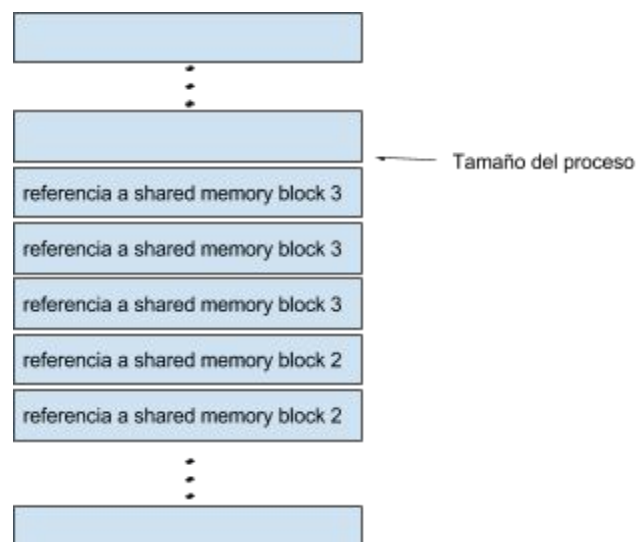 Tamaño del proceso
referencia a shared memory block 3
referencia a shared memory block 3
referencia a shared memory block 3
referencia a shared memory block 2
referencia a shared memory block 2